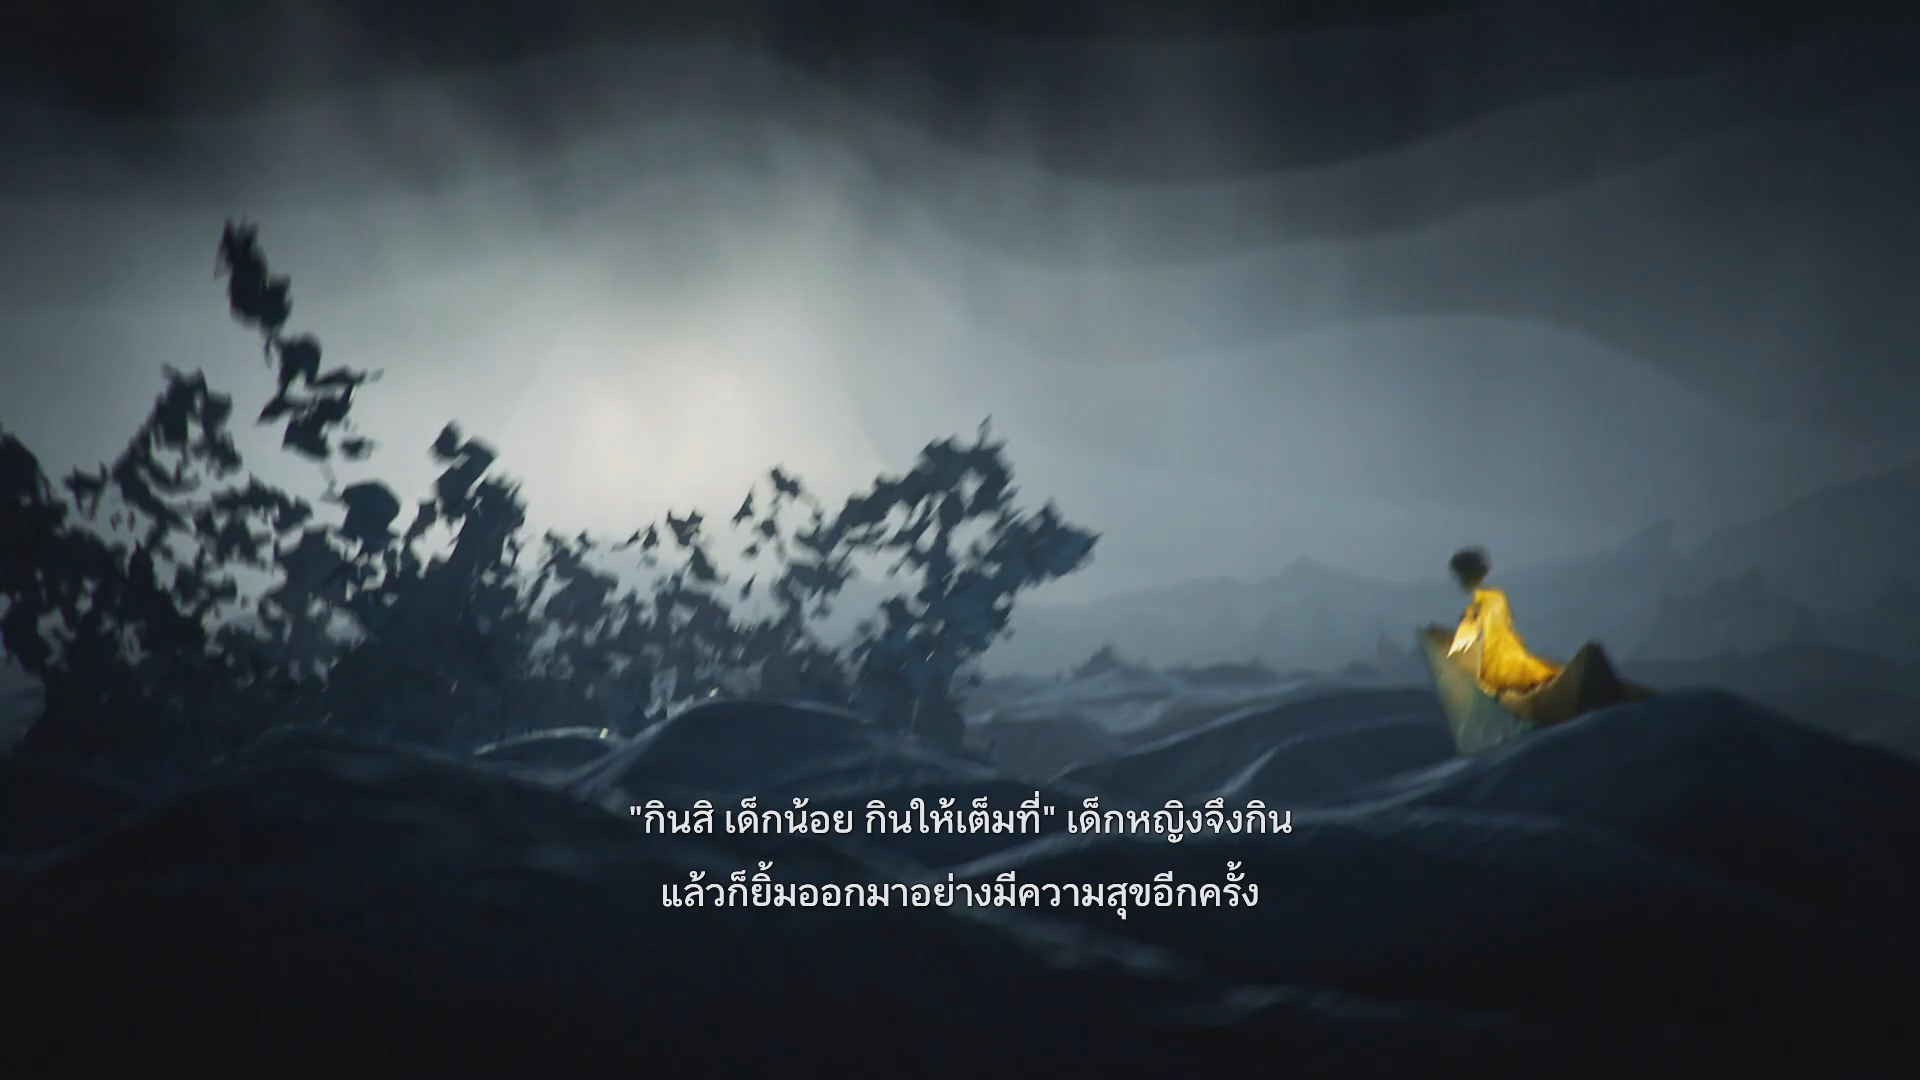 "กินสิ เด็กน้อย กินให้เต็มที่" เด็กหญิงจึงกิน
แล้วก็ยิ้มออกมาอย่างมีความสุขอีกครั้ง